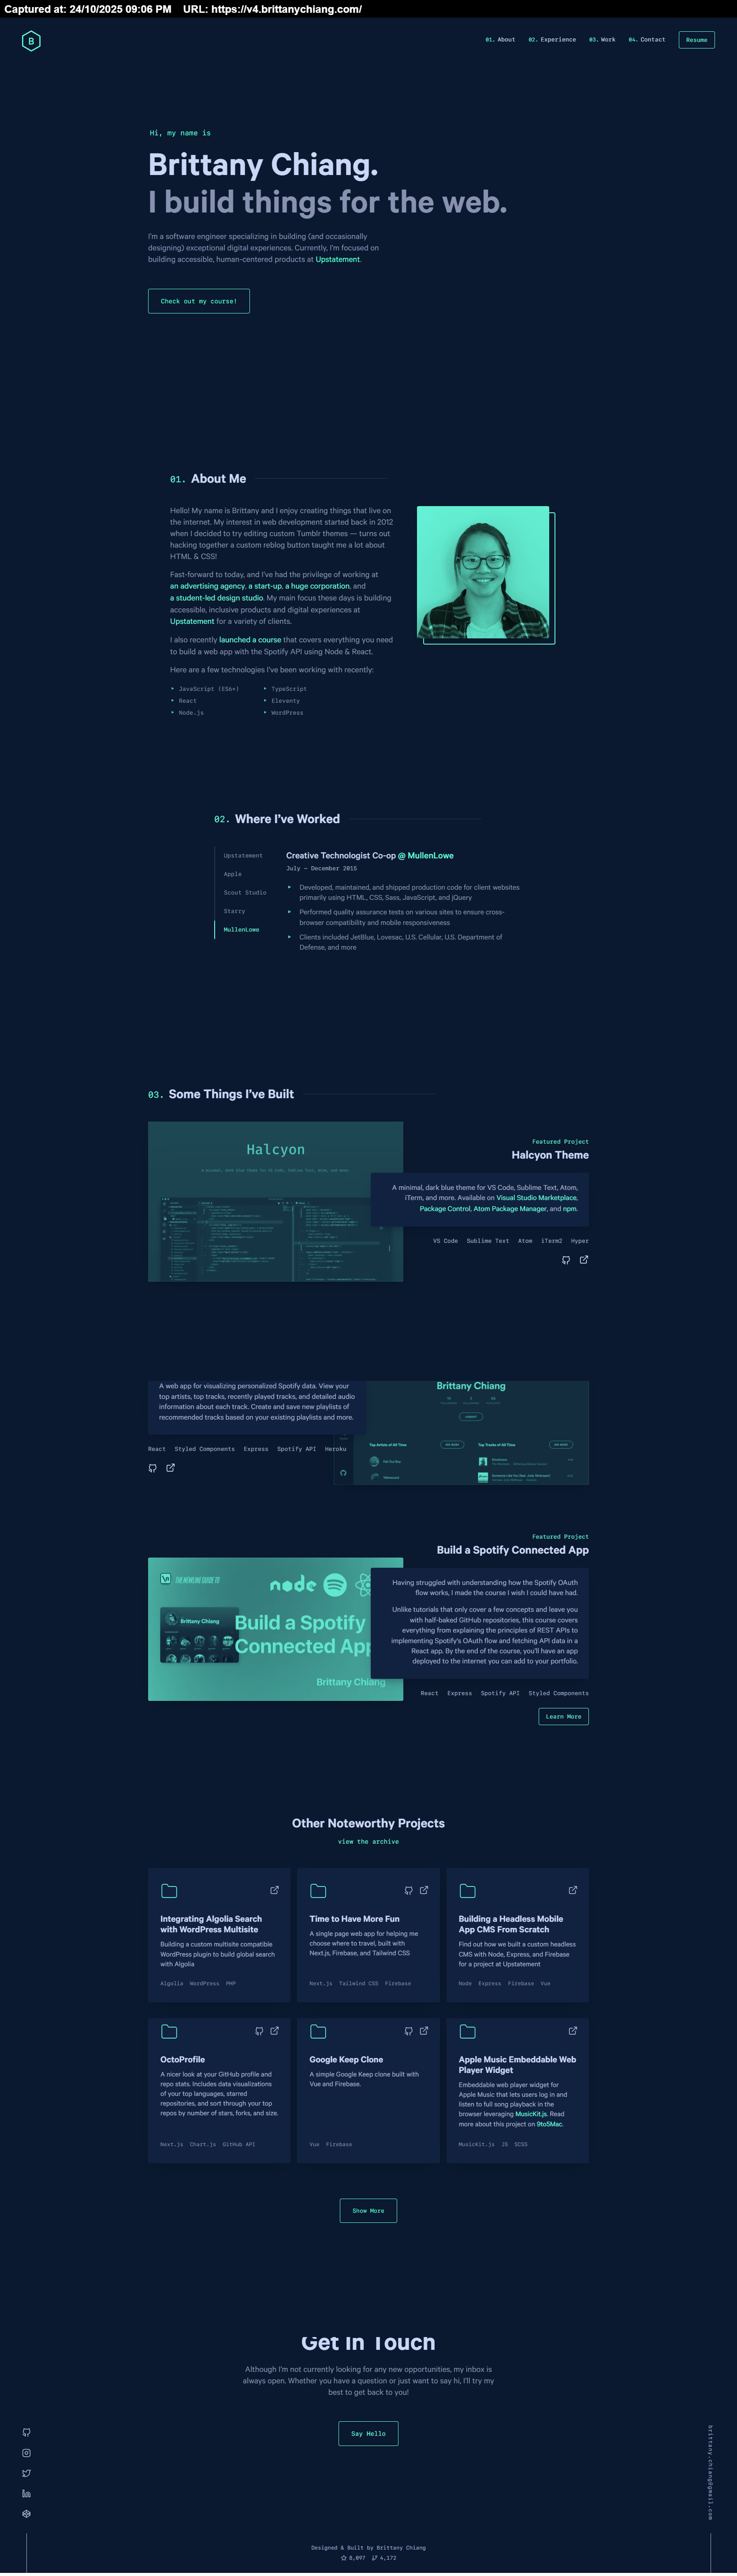 Captured at: 24/10/2025 09:06 PM URL: https://v4.brittanychiang.com/
B
01. About 02. Experience 03. Work 04. Contact Resume
Hi, my name is
Brittany Chiang.
I build things for the web.
I'm a software engineer specializing in building (and occasionally
designing) exceptional digital experiences. Currently, I'm focused on
building accessible, human-centered products at Upstatement.
Check out my course!
01. About Me
Hello! My name is Brittany and I enjoy creating things that live on
the internet. My interest in web development started back in 2012
when I decided to try editing custom Tumblr themes — turns out
hacking together a custom reblog button taught me a lot about
HTML & CSS!
Fast-forward to today, and I've had the privilege of working at
an advertising agency, a start-up, a huge corporation, and
a student-led design studio. My main focus these days is building
accessible, inclusive products and digital experiences at
Upstatement for a variety of clients.
I also recently launched a course that covers everything you need
to build a web app with the Spotify API using Node & React.
Here are a few technologies I've been working with recently:
JavaScript (ES6+) TypeScript
React Eleventy
Node.js WordPress
02. Where I've Worked
Upstatement
Apple
Scout Studio
Starry
MullenLowe
Creative Technologist Co-op @ MullenLowe
July – December 2015
Developed, maintained, and shipped production code for client websites
primarily using HTML, CSS, Sass, JavaScript, and jQuery
Performed quality assurance tests on various sites to ensure cross-
browser compatibility and mobile responsiveness
Clients included JetBlue, Lovesac, U.S. Cellular, U.S. Department of
Defense, and more
03. Some Things I've Built
Halcyon
A minimal, dark blue theme for VS Code, Sublime Text, Atom, and more.
Featured Project
Halcyon Theme
A minimal, dark blue theme for VS Code, Sublime Text, Atom,
iTerm, and more. Available on Visual Studio Marketplace,
Package Control, Atom Package Manager, and npm.
VS Code Sublime Text Atom iTerm2 Hyper
A web app for visualizing personalized Spotify data. View your
top artists, top tracks, recently played tracks, and detailed audio
information about each track. Create and save new playlists of
recommended tracks based on your existing playlists and more.
React Styled Components Express Spotify API Heroku
Brittany Chiang
Top Artists of All Time
Top Tracks of All Time
Featured Project
Build a Spotify Connected App
THE NEWLINE GUIDE TO
node
Brittany Chiang
Build a Spotify
Connected App
Brittany Chiang
Having struggled with understanding how the Spotify OAuth
flow works, I made the course I wish I could have had.
Unlike tutorials that only cover a few concepts and leave you
with half-baked GitHub repositories, this course covers
everything from explaining the principles of REST APIs to
implementing Spotify's OAuth flow and fetching API data in a
React app. By the end of the course, you'll have an app
deployed to the internet you can add to your portfolio.
React Express Spotify API Styled Components
Learn More
Other Noteworthy Projects
view the archive
Integrating Algolia Search
with WordPress Multisite
Building a custom multisite compatible
WordPress plugin to build global search
with Algolia
Algolia WordPress PHP
Time to Have More Fun
A single page web app for helping me
choose where to travel, built with
Next.js, Firebase, and Tailwind CSS
Next.js Tailwind CSS Firebase
Building a Headless Mobile
App CMS From Scratch
Find out how we built a custom headless
CMS with Node, Express, and Firebase
for a project at Upstatement
Node Express Firebase Vue
OctoProfile
A nicer look at your GitHub profile and
repo stats. Includes data visualizations
of your top languages, starred
repositories, and sort through your top
repos by number of stars, forks, and size.
Next.js Chart.js GitHub API
Google Keep Clone
A simple Google Keep clone built with
Vue and Firebase.
Vue Firebase
Apple Music Embeddable Web
Player Widget
Embeddable web player widget for
Apple Music that lets users log in and
listen to full song playback in the
browser leveraging MusicKit.js. Read
more about this project on 9to5Mac.
MusicKit.js JS SCSS
Show More
Get In Touch
Although I'm not currently looking for any new opportunities, my inbox is
always open. Whether you have a question or just want to say hi, I'll try my
best to get back to you!
Say Hello
brittany.chiang@gmail.com
Designed & Built by Brittany Chiang
8,097 4,172